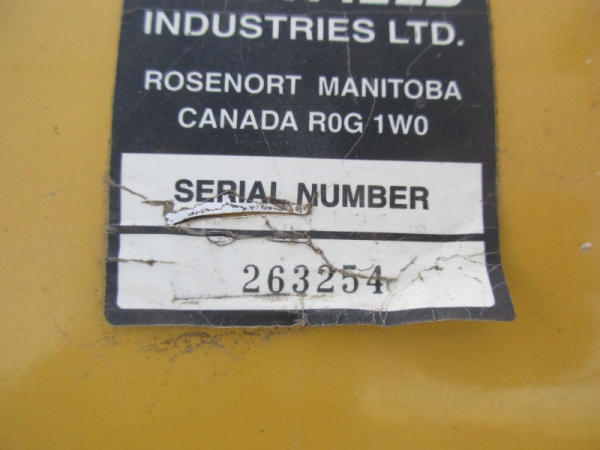 INDUSTRIES LTD.
ROSENORT MANITOBA
CANADA R0G 1W0
SERIAL NUMBER
263254